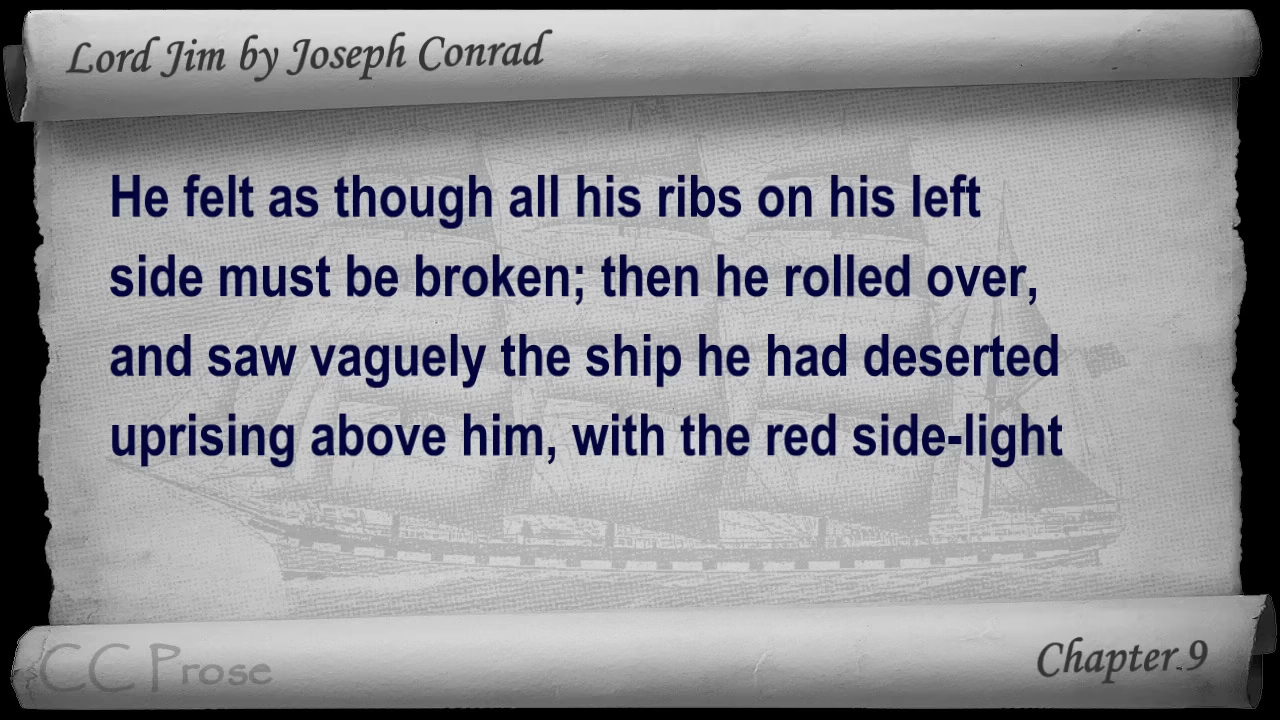 Lord Jim by Joseph Conrad
He felt as though all his ribs on his left
side must be broken; then he rolled over,
and saw vaguely the ship he had deserted
uprising above him, with the red side-light
CC Prose
Chapter 9